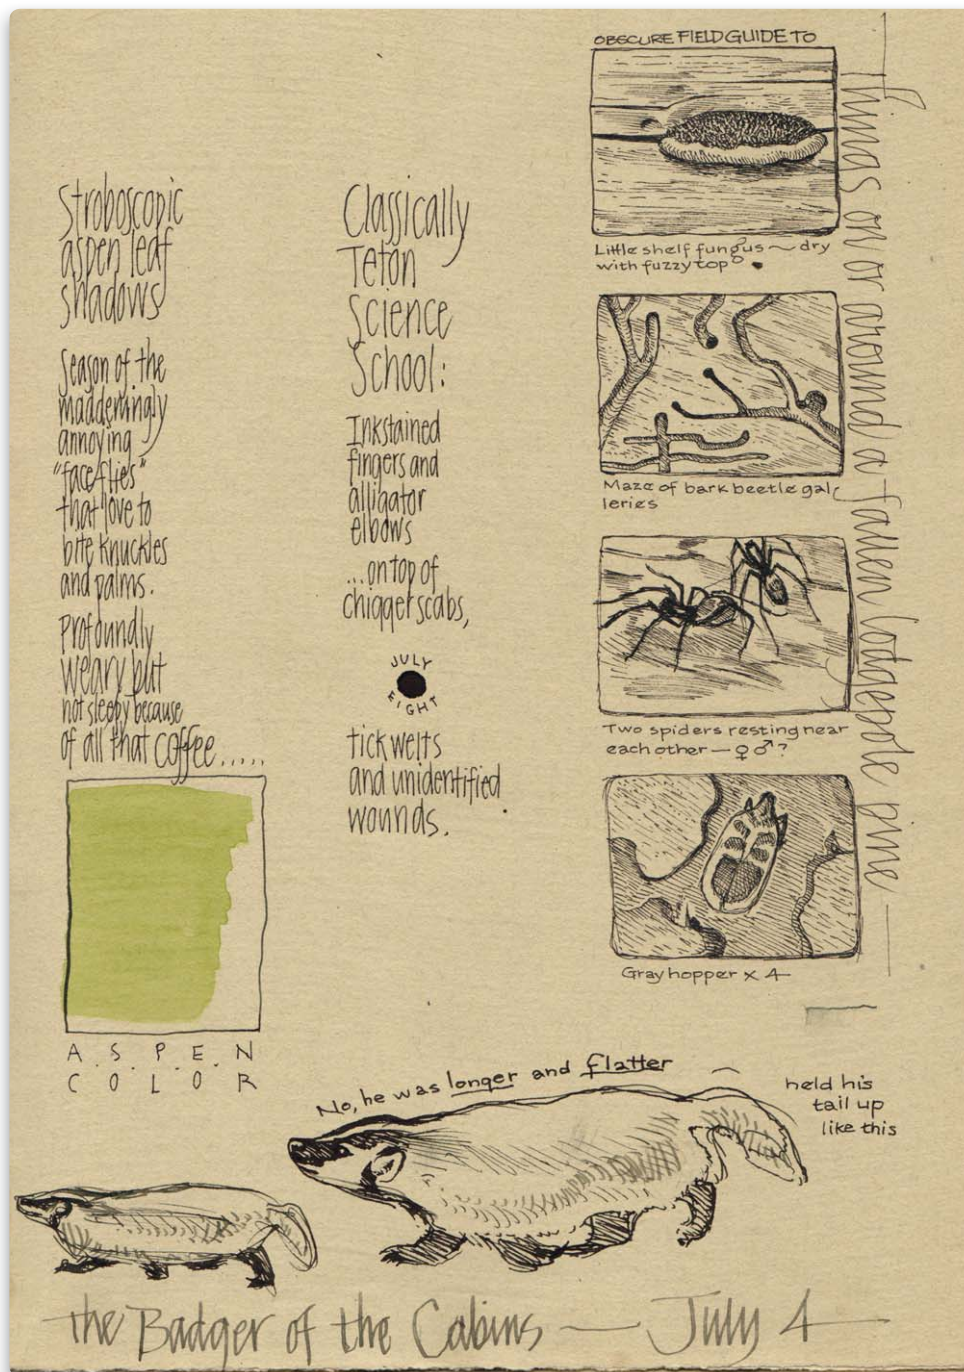 Stroboscopic
aspen leaf
shadows
Season of the
maddeningly
annoying
"face flies"
that love to
bite knuckles
and palms.
Profoundly
weary but
not sleepy because
of all that coffee.....
A.S.P.E.N
C O L O R
Classically
Teton
Science
School:
Inkstained
fingers and
alligator
elbows
...on top of
chigger scabs,
JULY
EIGHT
tick welts
and unidentified
wounds.
OBSCURE FIELD GUIDE TO
Things on or around a fallen lodgepole pine
Little shelf fungus ~ dry
with fuzzy top
Maze of bark beetle gal
leries
Two spiders resting near
each other — ♀ ♂ ?
Gray hopper x 4
No, he was longer and flatter
held his
tail up
like this
the Badger of the Cabins — July 4